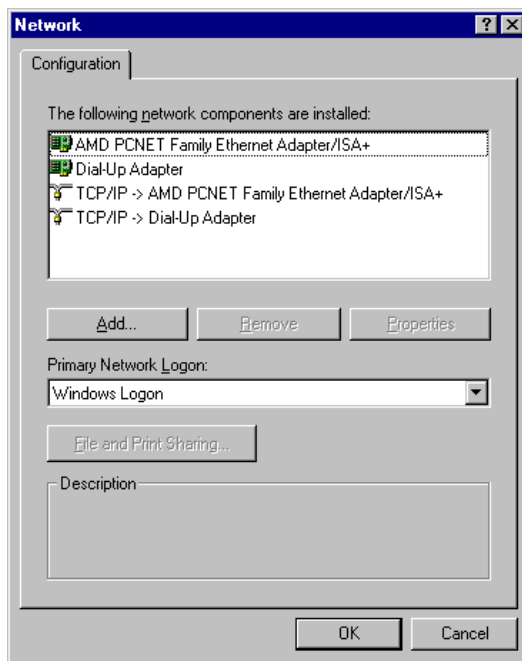 Network
Configuration
The following network components are installed:
AMD PCNET Family Ethernet Adapter/ISA+
Dial-Up Adapter
TCP/IP -> AMD PCNET Family Ethernet Adapter/ISA+
TCP/IP -> Dial-Up Adapter
Add... Remove Properties
Primary Network Logon:
Windows Logon
File and Print Sharing...
Description
OK Cancel